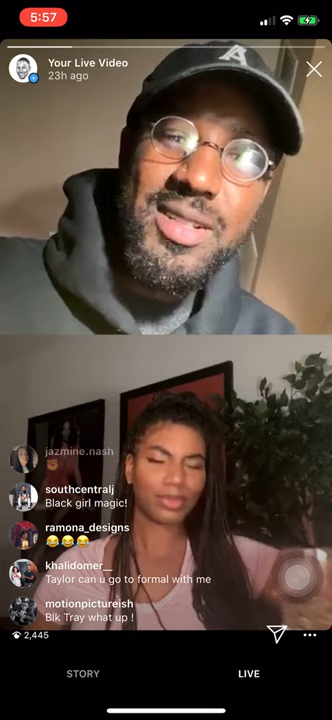 5:57
Your Live Video
23h ago
A
jazmine.nash
southcentralj
Black girl magic!
ramona_designs
😂😂😂
khalidomer__
Taylor can u go to formal with me
motionpictureish
Blk Tray what up !
2,445
STORY
LIVE